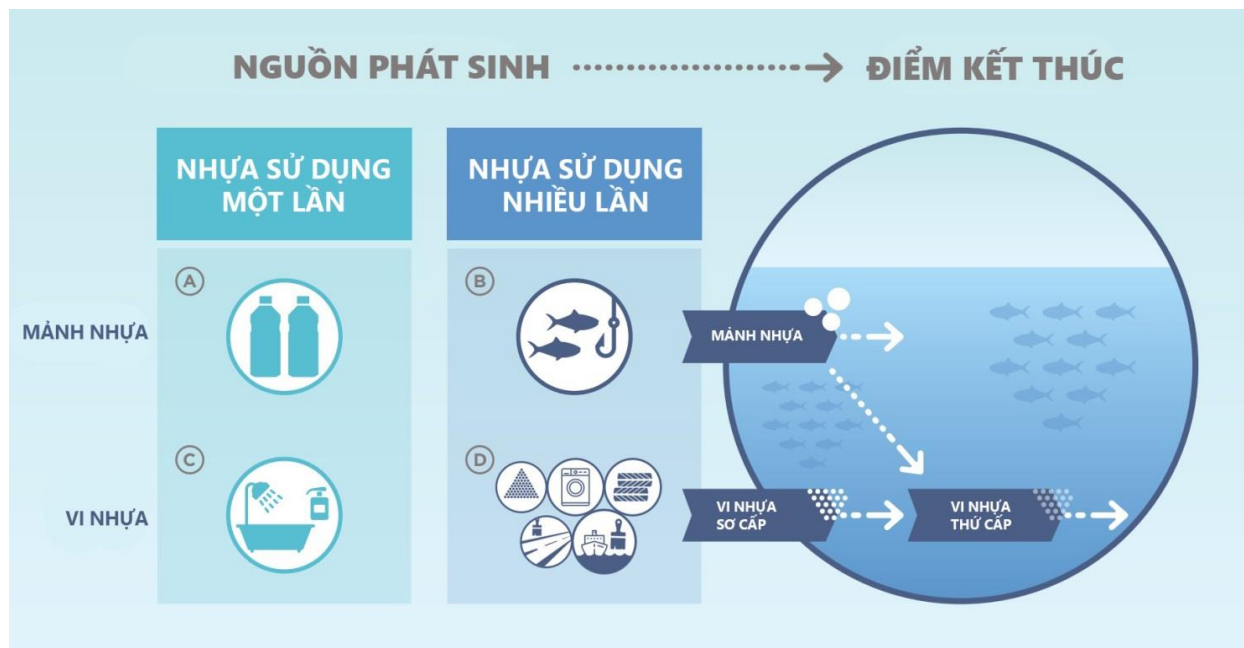 NGUỒN PHÁT SINH
ĐIỂM KẾT THÚC
NHỰA SỬ DỤNG
MỘT LẦN
NHỰA SỬ DỤNG
NHIỀU LẦN
MẢNH NHỰA
A
B
MẢNH NHỰA
VI NHỰA
C
D
VI NHỰA
SƠ CẤP
VI NHỰA
THỨ CẤP